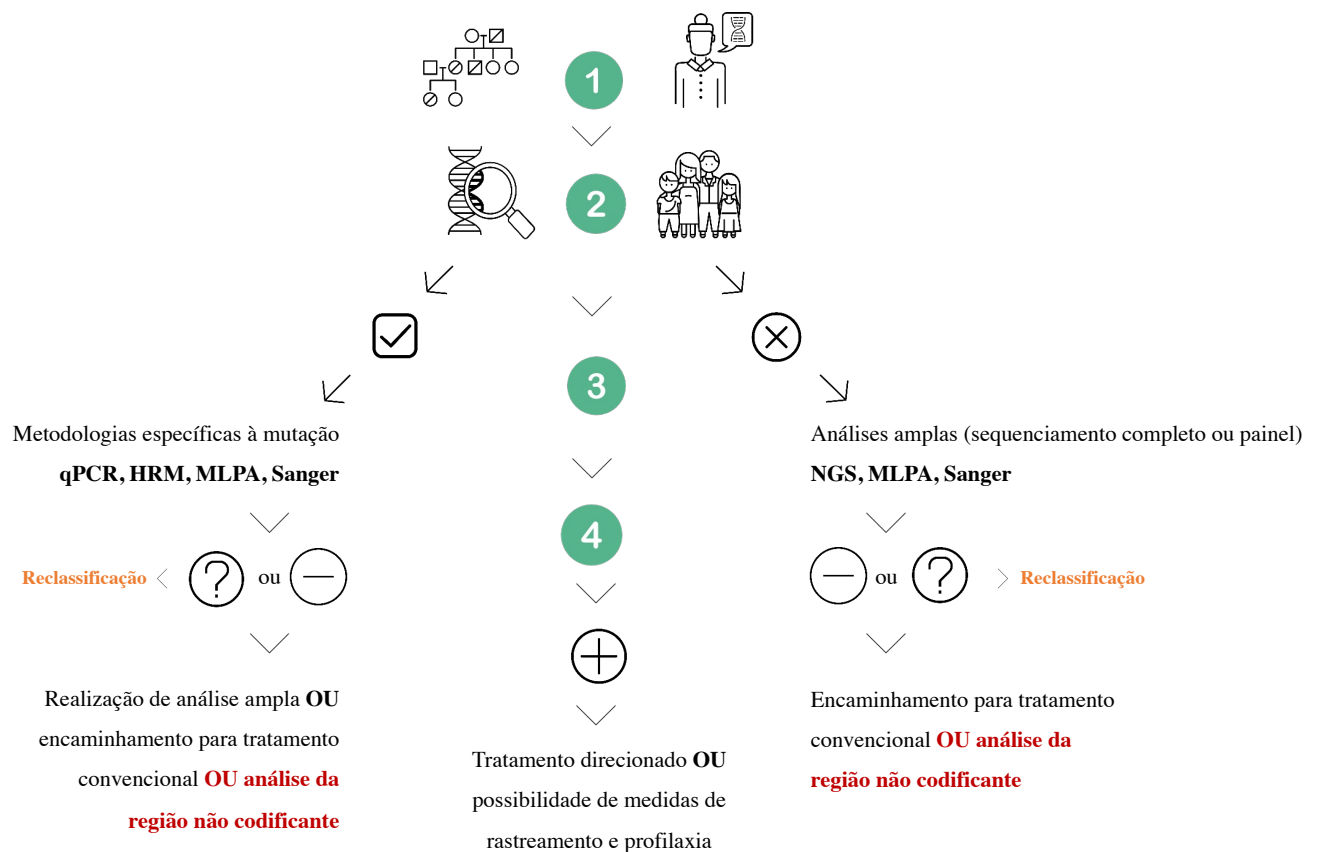 1
2
3
Metodologias específicas à mutação
qPCR, HRM, MLPA, Sanger
Análises amplas (sequenciamento completo ou painel)
NGS, MLPA, Sanger
4
Reclassificação
? ou
ou ?
Reclassificação
Realização de análise ampla OU
encaminhamento para tratamento
convencional OU análise da
região não codificante
Tratamento direcionado OU
possibilidade de medidas de
rastreamento e profilaxia
Encaminhamento para tratamento
convencional OU análise da
região não codificante